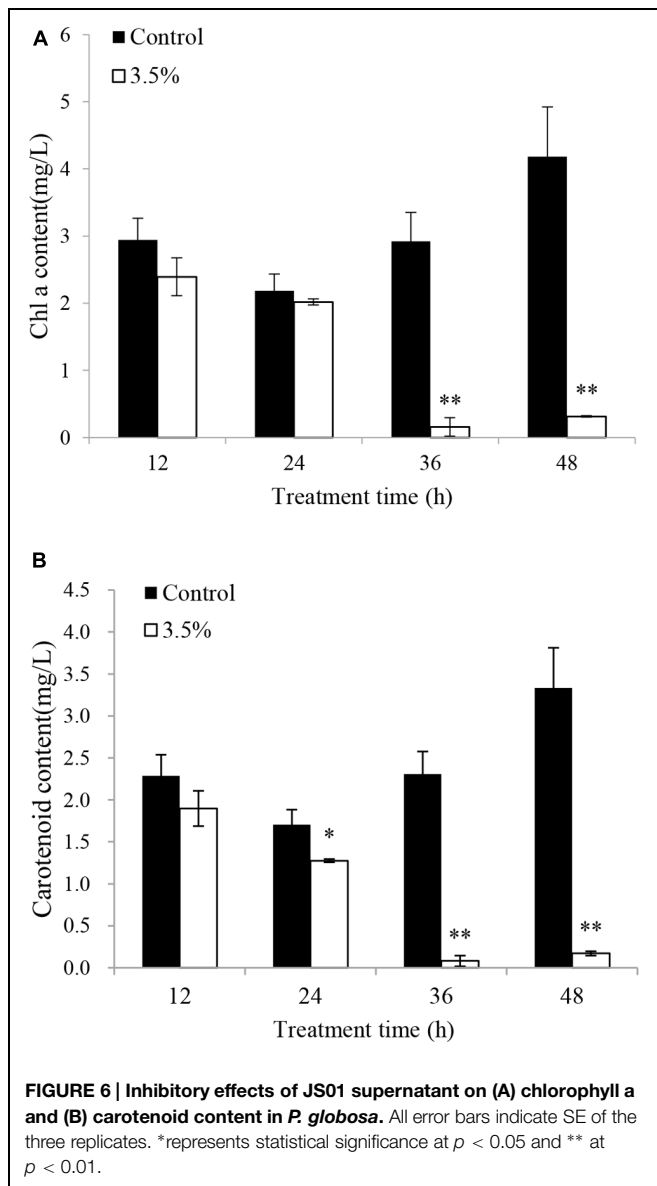 A
6
5
4
3
2
1
0
Chl a content(mg/L)
Control
3.5%
**
**
12 24 36 48
Treatment time (h)
B
4.5
4.0
3.5
3.0
2.5
2.0
1.5
1.0
0.5
0.0
Carotenoid content(mg/L)
Control
3.5%
*
**
**
12 24 36 48
Treatment time (h)
FIGURE 6 | Inhibitory effects of JS01 supernatant on (A) chlorophyll a
and (B) carotenoid content in P. globosa. All error bars indicate SE of the
three replicates. *represents statistical significance at p < 0.05 and ** at
p < 0.01.